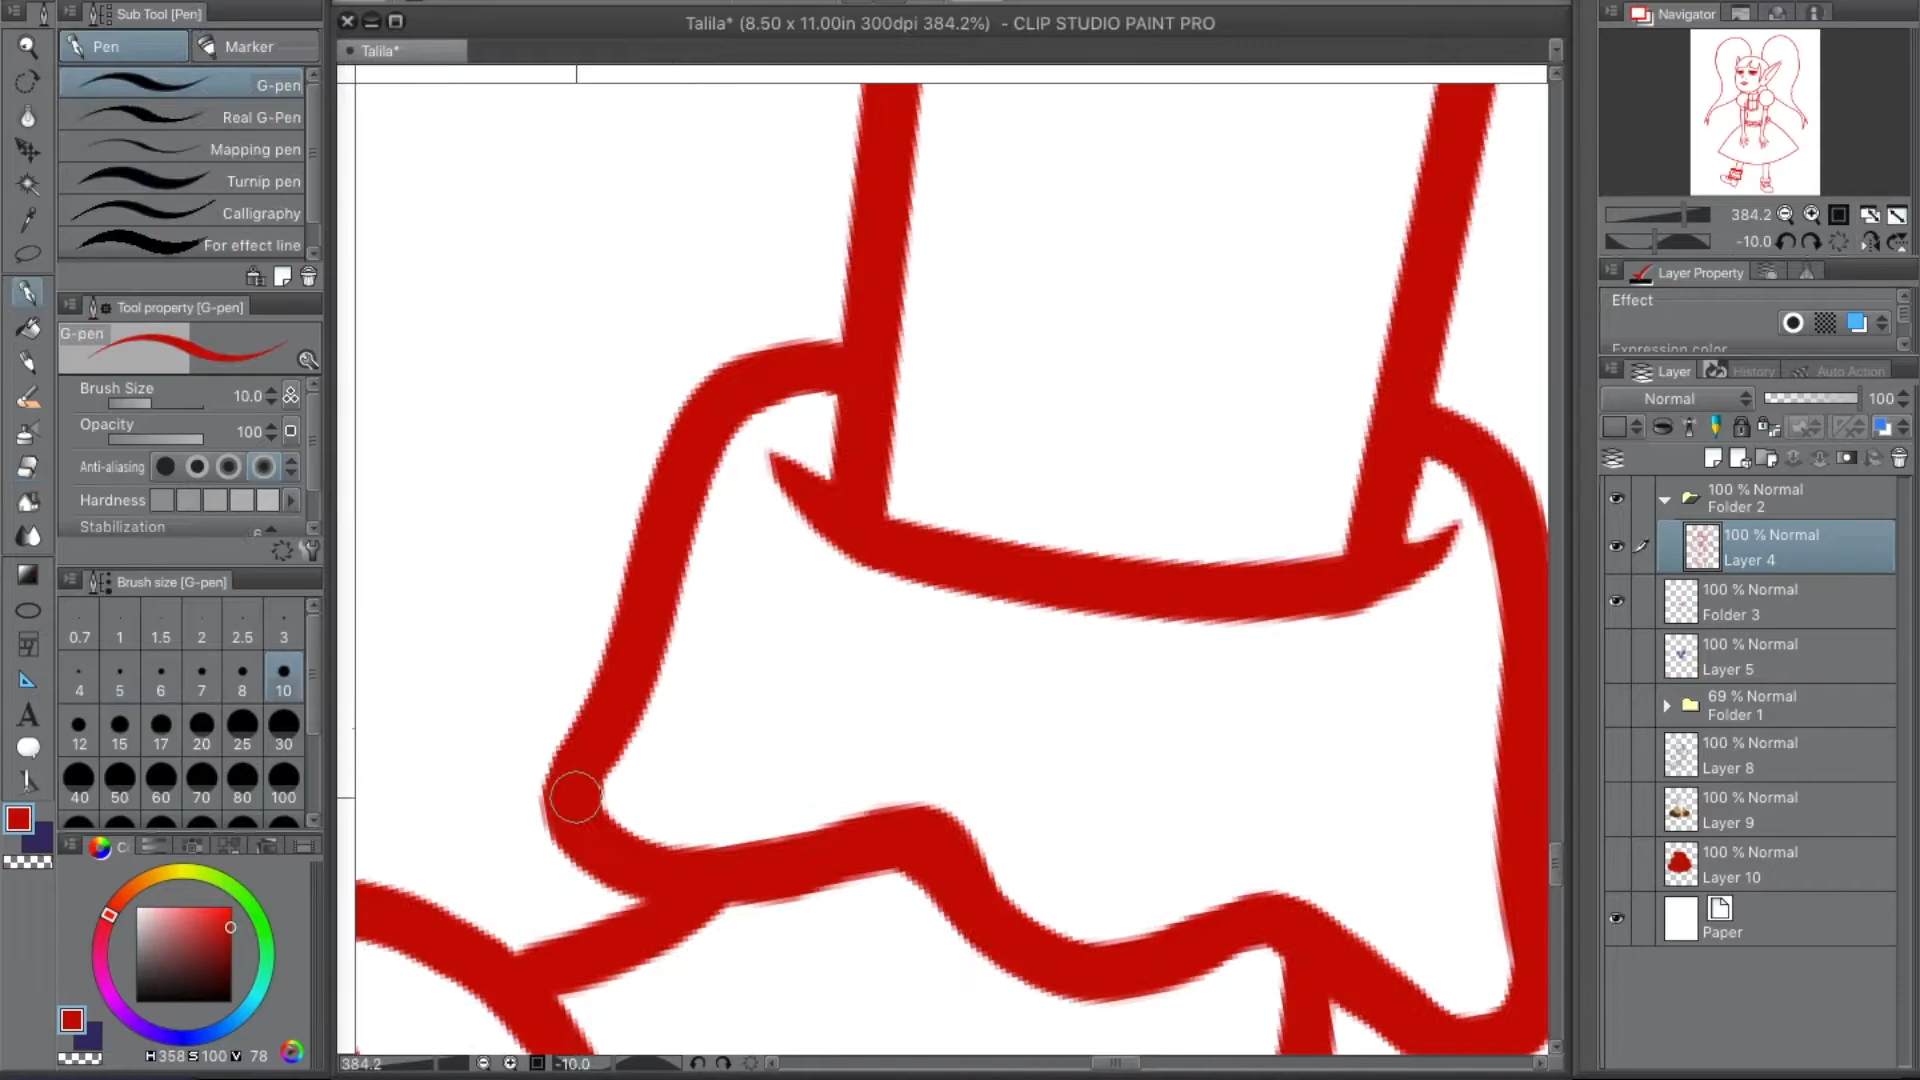 Sub Tool [Pen]
Pen
Marker
G-pen
Real G-Pen
Mapping pen
Turnip pen
Calligraphy
For effect line
Tool property [G-pen]
G-pen
Brush Size
10.0
Opacity
100
Anti-aliasing
Hardness
Stabilization
6
Brush size [G-pen]
0.7 1 1.5 2 2.5 3
4 5 6 7 8 10
12 15 17 20 25 30
40 50 60 70 80 100
C
H 358 S 100 V 78
Talila* (8.50 x 11.00in 300dpi 384.2%) - CLIP STUDIO PAINT PRO
Talila*
384.2
-10.0
Navigator
384.2
-10.0
Layer Property
Effect
Expression color
Layer
History
Auto Action
Normal
100
100 % Normal
Folder 2
100 % Normal
Layer 4
100 % Normal
Folder 3
100 % Normal
Layer 5
69 % Normal
Folder 1
100 % Normal
Layer 8
100 % Normal
Layer 9
100 % Normal
Layer 10
Paper